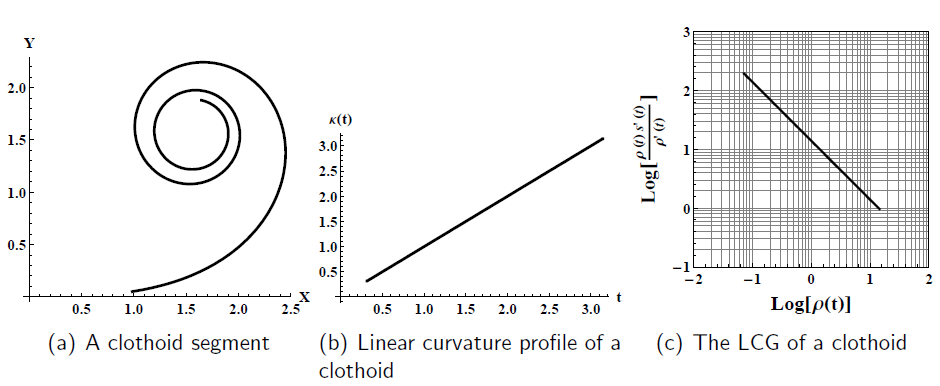 Y
2.0
1.5
1.0
0.5
0.5 1.0 1.5 2.0 2.5 X
κ(t)
3.0
2.5
2.0
1.5
1.0
0.5
0.5 1.0 1.5 2.0 2.5 3.0 t
Log[ρ(t) s'(t) / ρ'(t)]
3
2
1
0
-1
-2 -1 0 1 2
Log[ρ(t)]
(a) A clothoid segment
(b) Linear curvature profile of a
clothoid
(c) The LCG of a clothoid